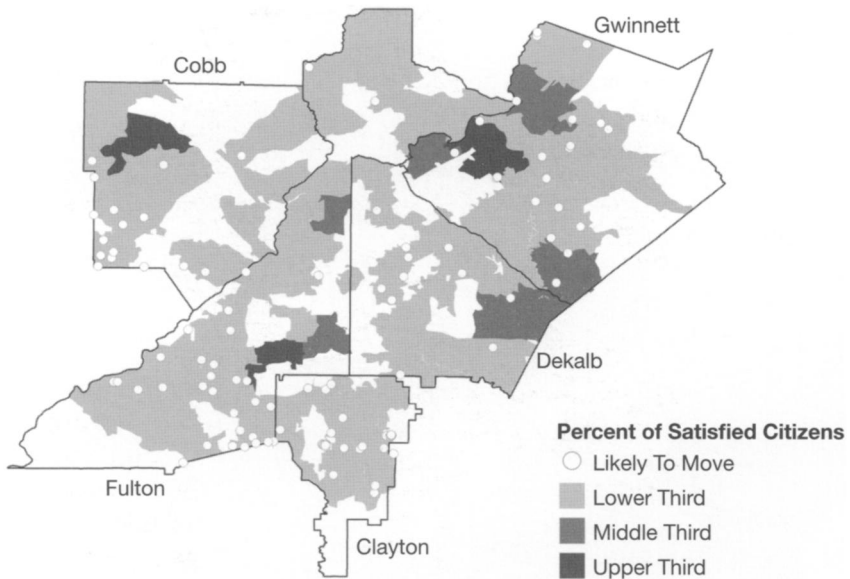 Gwinnett
Cobb
Dekalb
Fulton
Clayton
Percent of Satisfied Citizens
Likely To Move
Lower Third
Middle Third
Upper Third